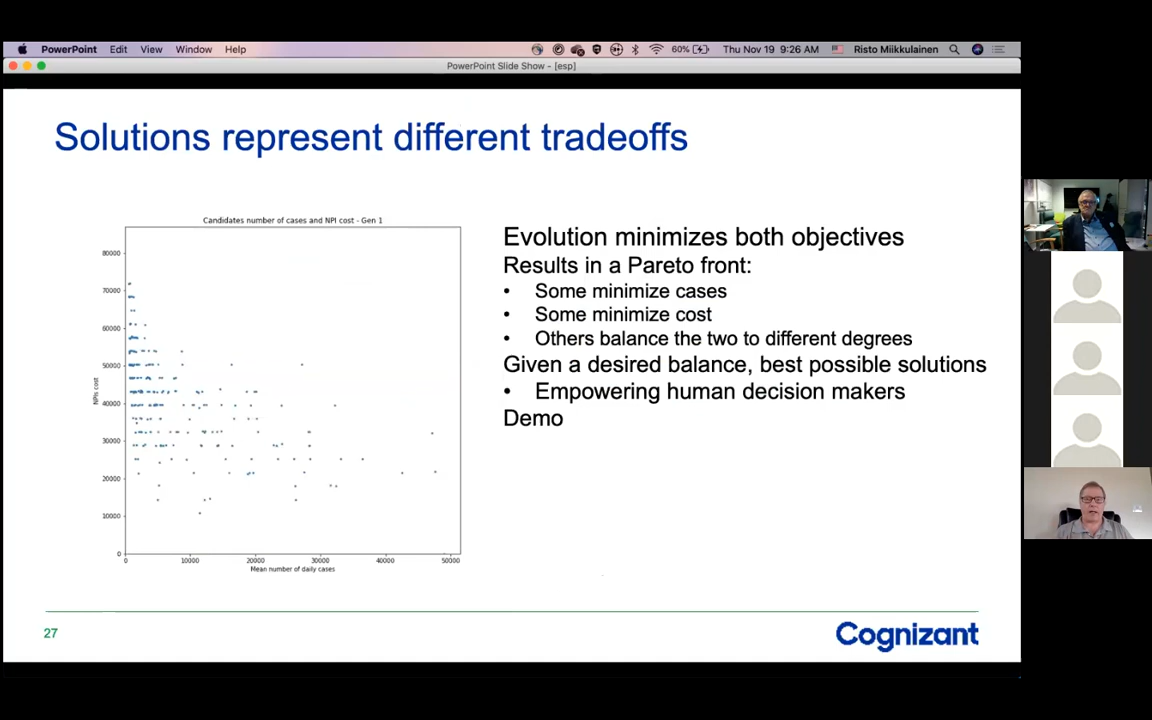 PowerPoint Edit View Window Help 60% Thu Nov 19 9:26 AM Risto Miikkulainen
PowerPoint Slide Show - [esp]
Solutions represent different tradeoffs
Candidates number of cases and NPI cost - Gen 1
80000
70000
60000
50000
40000
30000
20000
10000
0
NPIs cost
0 10000 20000 30000 40000 50000
Mean number of daily cases
Evolution minimizes both objectives
Results in a Pareto front:
• Some minimize cases
• Some minimize cost
• Others balance the two to different degrees
Given a desired balance, best possible solutions
• Empowering human decision makers
Demo
27
Cognizant